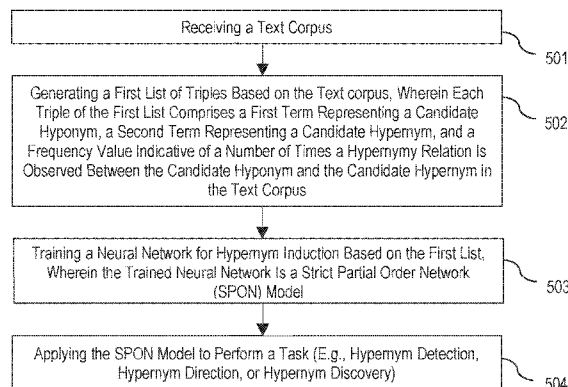 Receiving a Text Corpus
501
Generating a First List of Triples Based on the Text corpus, Wherein Each
Triple of the First List Comprises a First Term Representing a Candidate
Hyponym, a Second Term Representing a Candidate Hypernym, and a
Frequency Value Indicative of a Number of Times a Hypernymy Relation Is
Observed Between the Candidate Hyponym and the Candidate Hypernym in
the Text Corpus
502
Training a Neural Network for Hypernym Induction Based on the First List,
Wherein the Trained Neural Network Is a Strict Partial Order Network
(SPON) Model
503
Applying the SPON Model to Perform a Task (E.g., Hypernym Detection,
Hypernym Direction, or Hypernym Discovery)
504